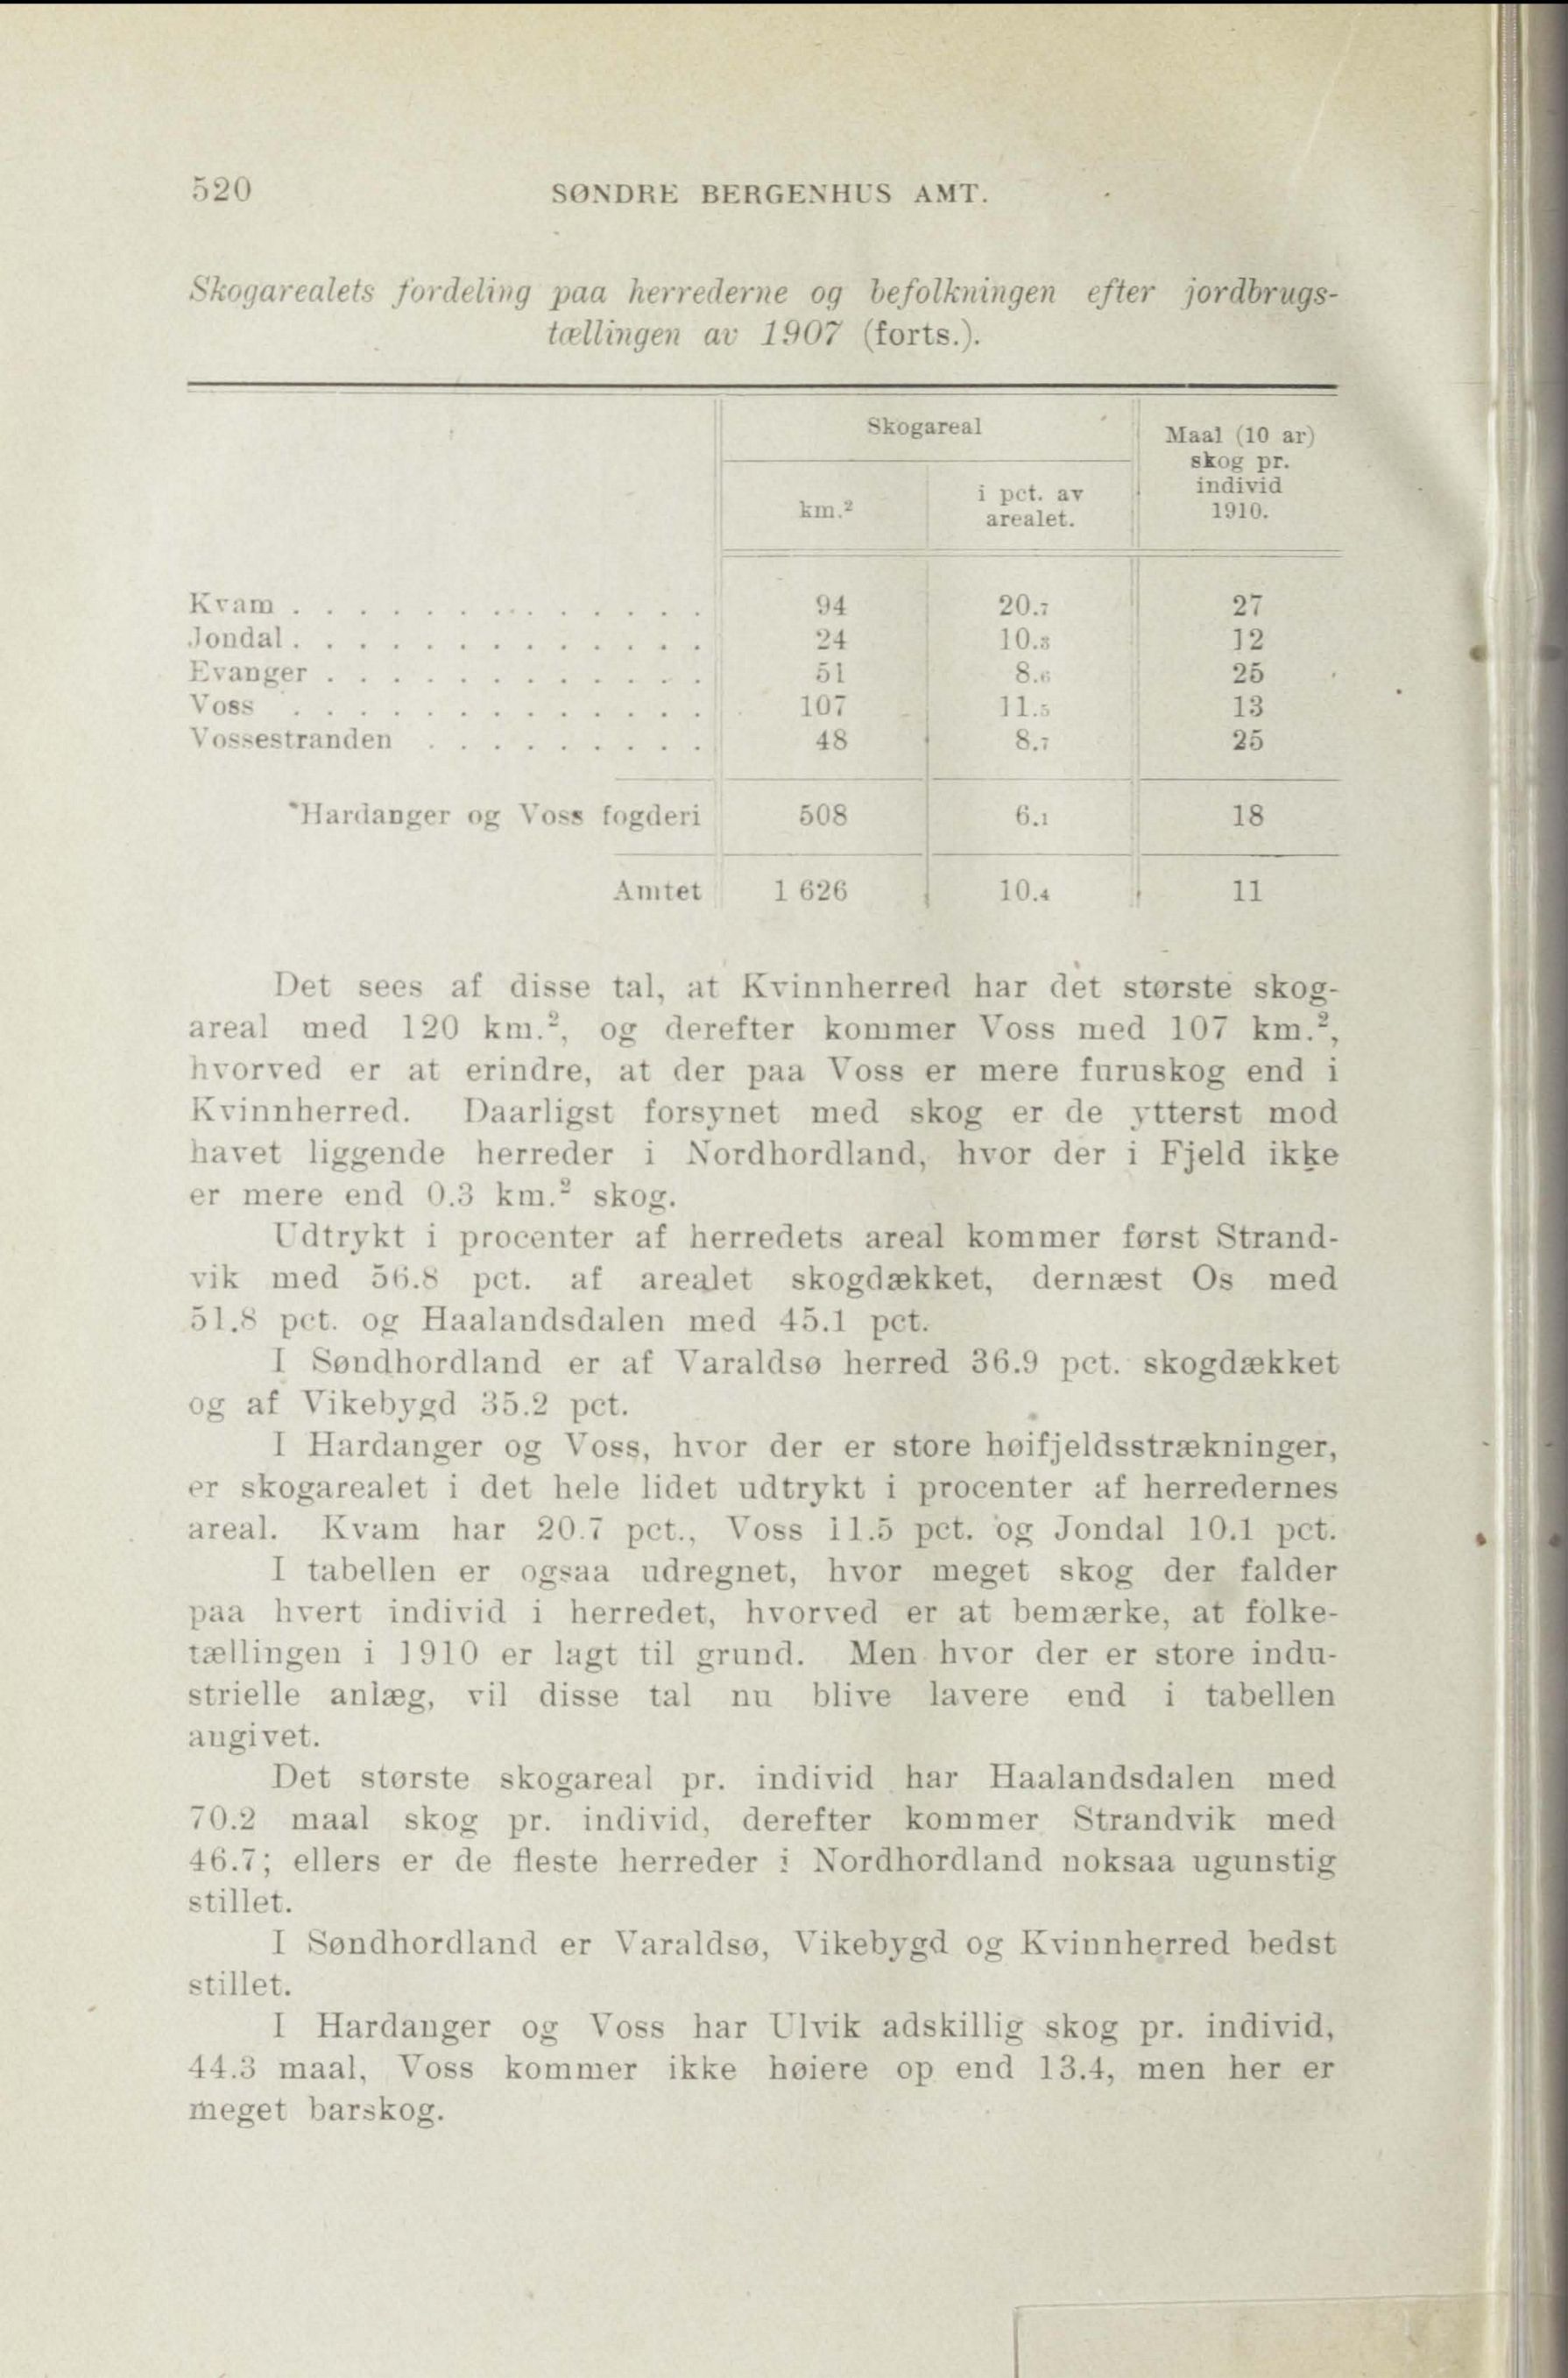 520
SØNDRE BERGENHUS AMT.
Skogarealets fordeling paa herrederne og befolkningen efter jordbrugs-
tællingen av 1907 (forts.).
Skogareal
Maal (10 ar)
skog pr.
individ
1910.
km.²
i pct. av
arealet.
Kvam . . . . . . . . . . . . . 94 20.7 27
Jondal . . . . . . . . . . . . . 24 10.8 12
Evanger . . . . . . . . . . . . 51 8.6 25
Voss . . . . . . . . . . . . . 107 11.5 13
Vossestranden . . . . . . . . . 48 8.7 25
*Hardanger og Voss fogderi 508 6.1 18
Amtet 1 626 10.4 11
Det sees af disse tal, at Kvinnherred har det største skog-
areal med 120 km.², og derefter kommer Voss med 107 km.²,
hvorved er at erindre, at der paa Voss er mere furuskog end i
Kvinnherred. Daarligst forsynet med skog er de ytterst mod
havet liggende herreder i Nordhordland, hvor der i Fjeld ikke
er mere end 0.3 km.² skog.
Udtrykt i procenter af herredets areal kommer først Strand-
vik med 56.8 pct. af arealet skogdækket, dernæst Os med
51.8 pct. og Haalandsdalen med 45.1 pct.
I Søndhordland er af Varaldsø herred 36.9 pct. skogdækket
og af Vikebygd 35.2 pct.
I Hardanger og Voss, hvor der er store høifjeldsstrækninger,
er skogarealet i det hele lidet udtrykt i procenter af herredernes
areal. Kvam har 20.7 pct., Voss 11.5 pct. og Jondal 10.1 pct.
I tabellen er ogsaa udregnet, hvor meget skog der falder
paa hvert individ i herredet, hvorved er at bemærke, at folke-
tællingen i 1910 er lagt til grund. Men hvor der er store indu-
strielle anlæg, vil disse tal nu blive lavere end i tabellen
angivet.
Det største skogareal pr. individ har Haalandsdalen med
70.2 maal skog pr. individ, derefter kommer Strandvik med
46.7; ellers er de fleste herreder i Nordhordland noksaa ugunstig
stillet.
I Søndhordland er Varaldsø, Vikebygd og Kvinnherred bedst
stillet.
I Hardanger og Voss har Ulvik adskillig skog pr. individ,
44.3 maal, Voss kommer ikke høiere op end 13.4, men her er
meget barskog.